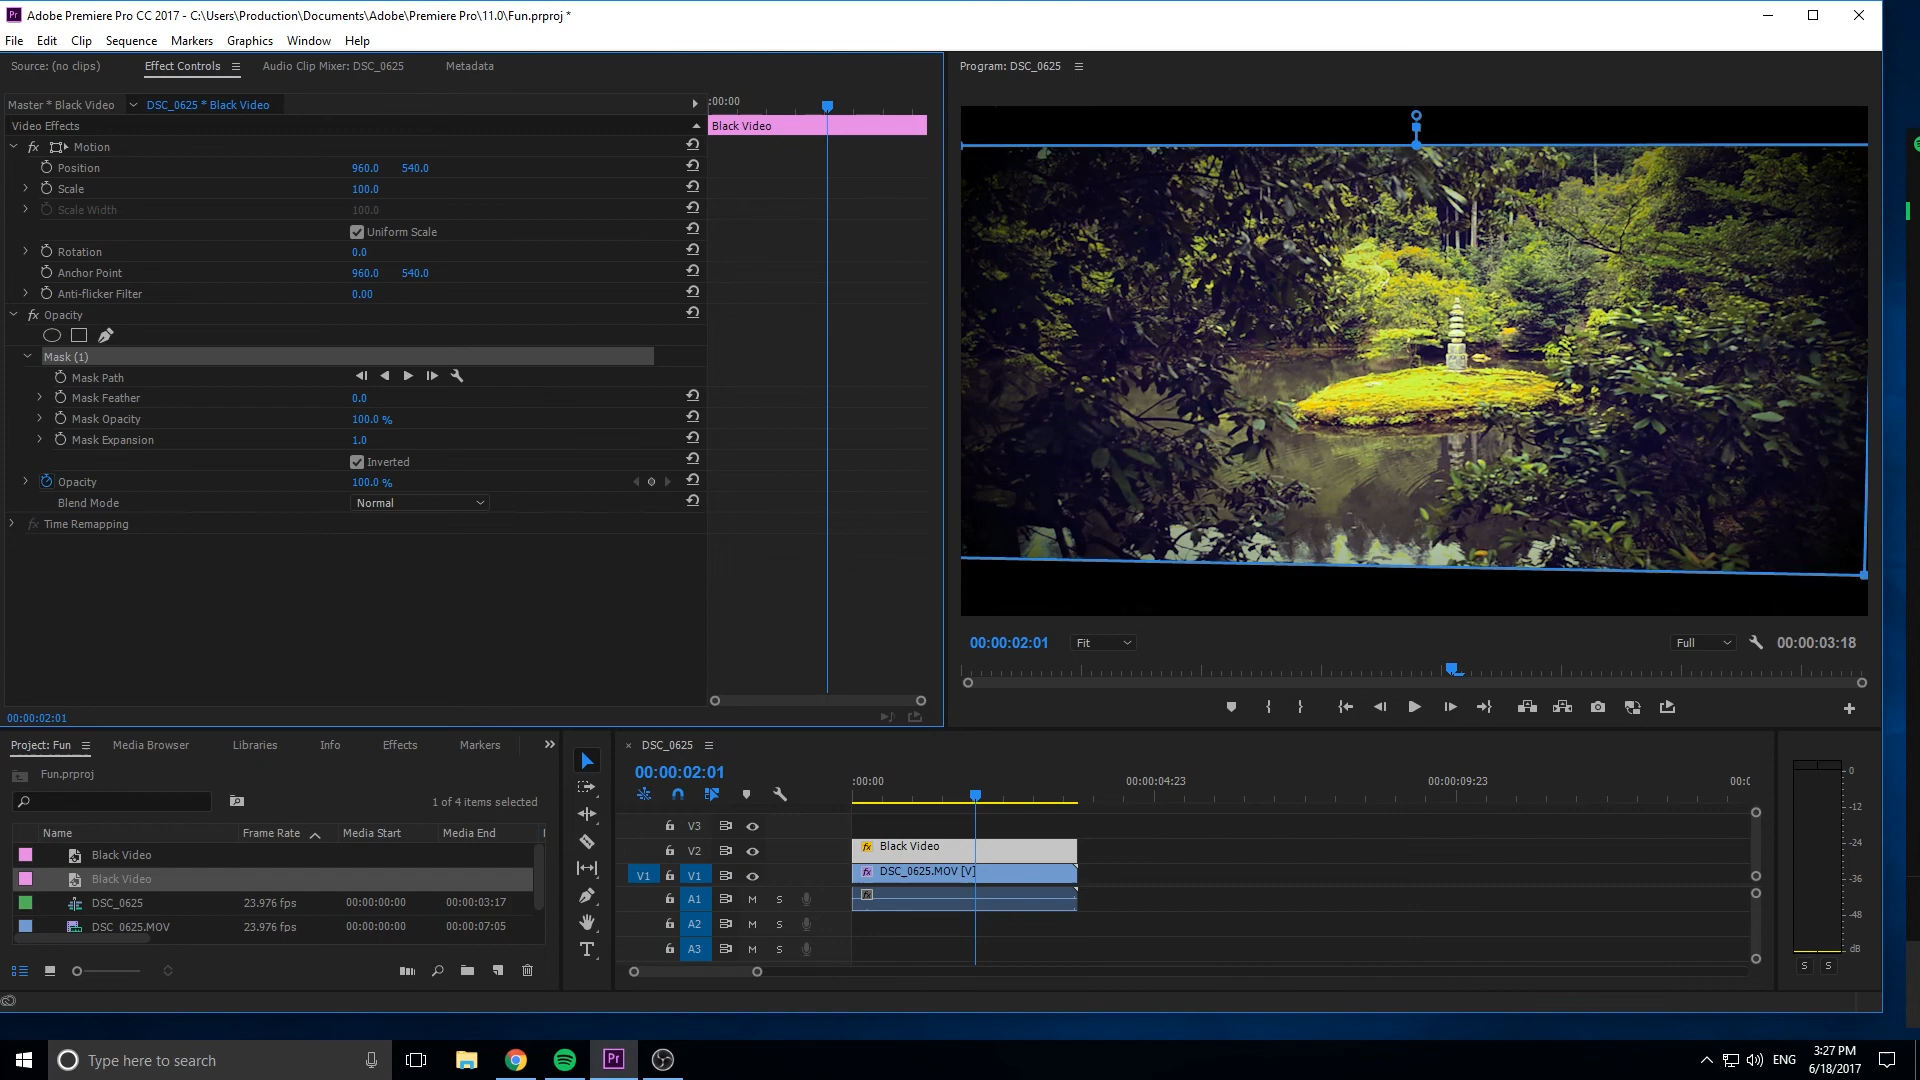 Adobe Premiere Pro CC 2017 - C:\Users\Production\Documents\Adobe\Premiere Pro\11.0\Fun.prproj *
File Edit Clip Sequence Markers Graphics Window Help
Source: (no clips) Effect Controls Audio Clip Mixer: DSC_0625 Metadata
Master * Black Video DSC_0625 * Black Video :00:00
Video Effects Black Video
fx Motion
Position 960.0 540.0
Scale 100.0
Scale Width 100.0
Uniform Scale
Rotation 0.0
Anchor Point 960.0 540.0
Anti-flicker Filter 0.00
fx Opacity
Mask (1)
Mask Path
Mask Feather 0.0
Mask Opacity 100.0 %
Mask Expansion 1.0
Inverted
Opacity 100.0 %
Blend Mode Normal
fx Time Remapping
00:00:02:01
Program: DSC_0625
00:00:02:01 Fit Full 00:00:03:18
Project: Fun Media Browser Libraries Info Effects Markers
Fun.prproj
1 of 4 items selected
Name Frame Rate Media Start Media End
Black Video
Black Video
DSC_0625 23.976 fps 00:00:00:00 00:00:03:17
DSC_0625.MOV 23.976 fps 00:00:00:00 00:00:07:05
× DSC_0625
00:00:02:01
:00:00 00:00:04:23 00:00:09:23 00:0
V3
V2 fx Black Video
V1 V1 fx DSC_0625.MOV [V]
A1 M S fx
A2 M S
A3 M S
0
-12
-24
-36
-48
dB
S S
Type here to search
Pr
ENG
3:27 PM
6/18/2017